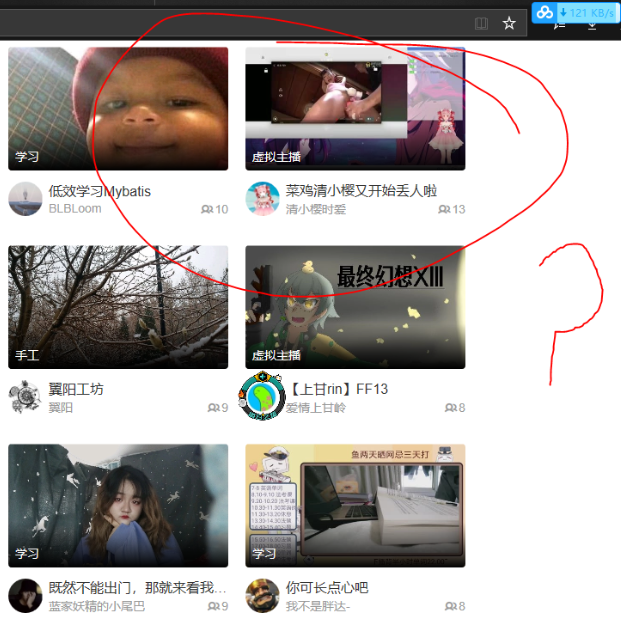 121 KB/s
学习
虚拟主播
低效学习Mybatis
BLBLoom
10
菜鸡清小樱又开始丢人啦
清小樱时爱
13
最终幻想XIII
手工
虚拟主播
翼阳工坊
翼阳
9
【上甘rin】FF13
爱情上甘岭
8
鱼两天晒网总三天打
学习
学习
既然不能出门，那就来看我...
蓝家妖精的小尾巴
9
你可长点心吧
我不是胖达-
8